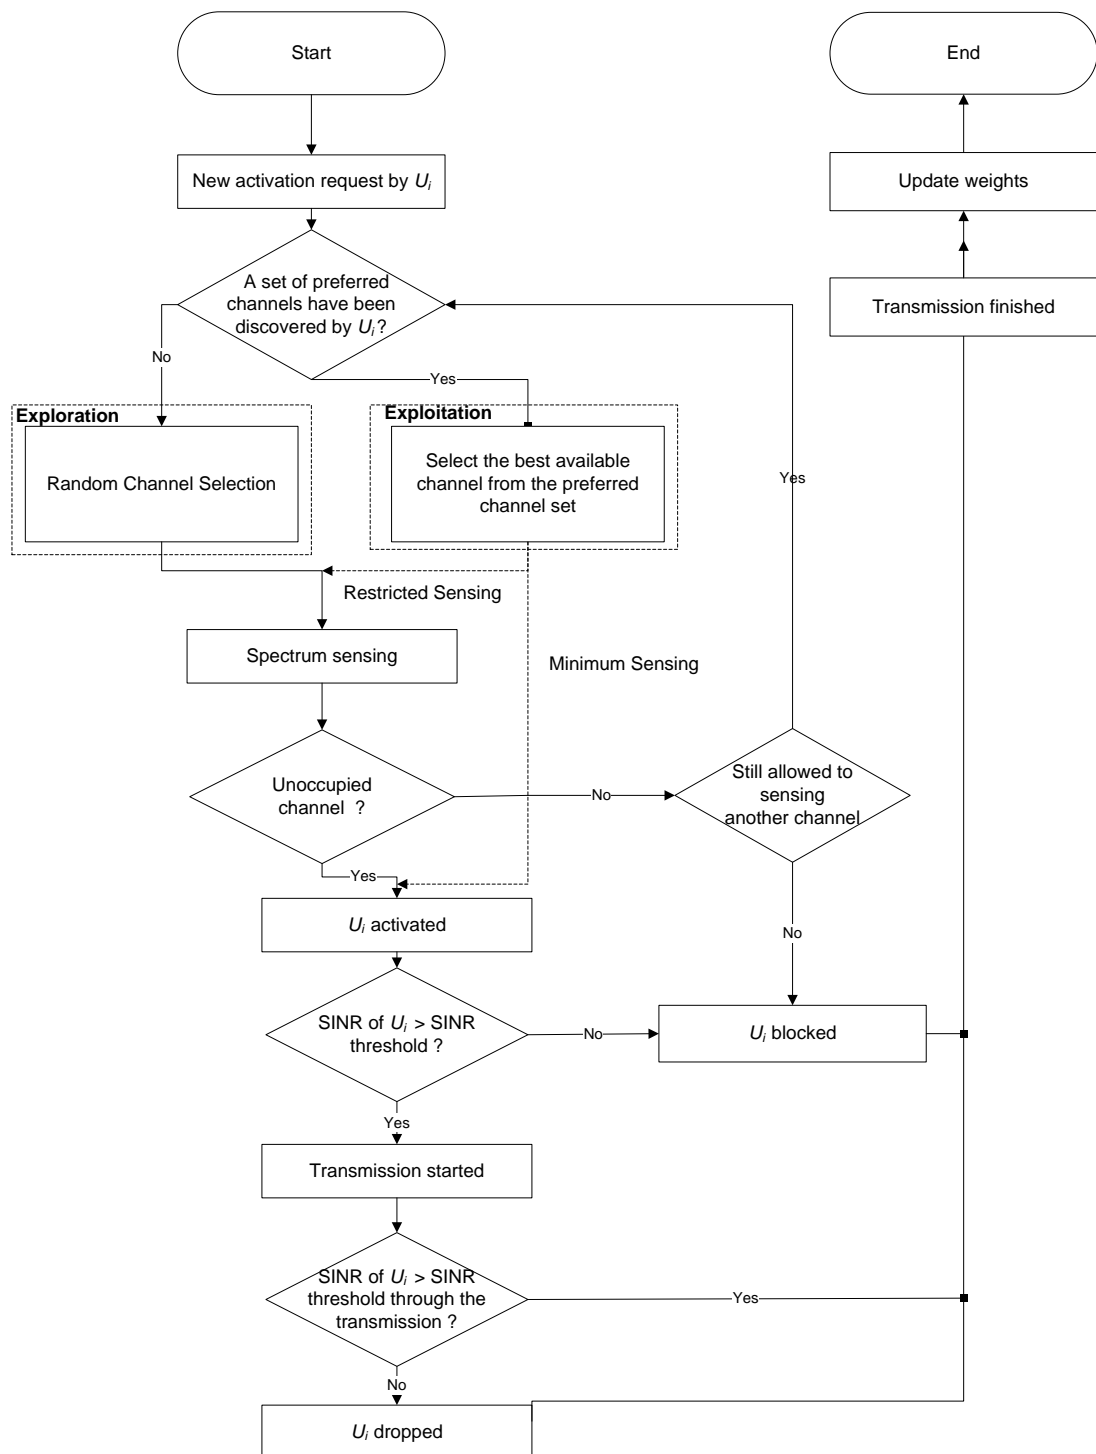 Start
End
New activation request by Ui
Update weights
A set of preferred
channels have been
discovered by Ui?
Transmission finished
No
Yes
Exploration
Exploitation
Random Channel Selection
Select the best available
channel from the preferred
channel set
Yes
Restricted Sensing
Spectrum sensing
Minimum Sensing
Unoccupied
channel ?
No
Still allowed to
sensing
another channel
Yes
Ui activated
No
SINR of Ui > SINR
threshold ?
No
Ui blocked
Yes
Transmission started
SINR of Ui > SINR
threshold through the
transmission ?
Yes
No
Ui dropped